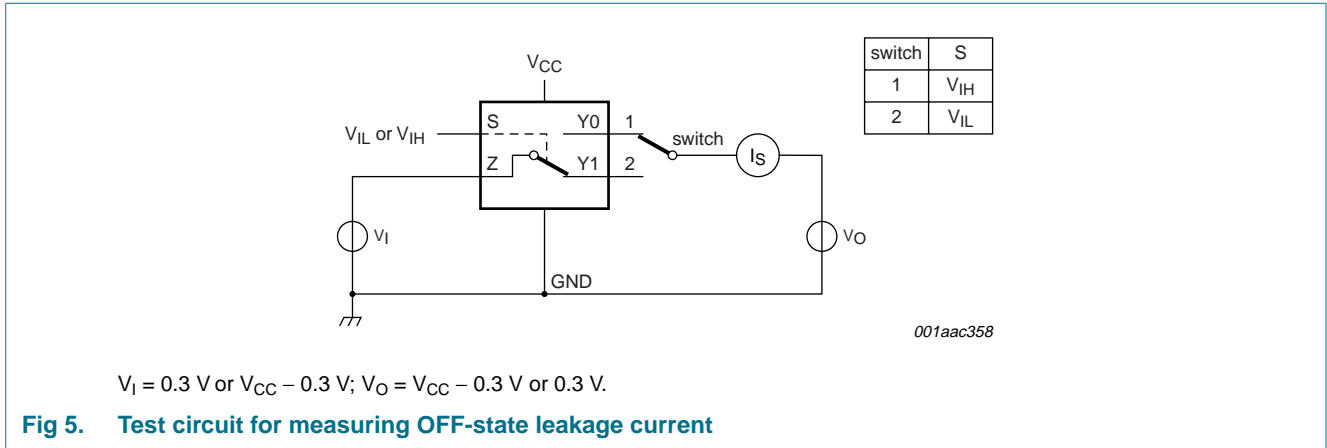 VCC
switch S
1 VIH
2 VIL
VIL or VIH
S Y0 1
switch
IS
Z Y1 2
VI
VO
GND
001aac358
VI = 0.3 V or VCC − 0.3 V; VO = VCC − 0.3 V or 0.3 V.
Fig 5. Test circuit for measuring OFF-state leakage current